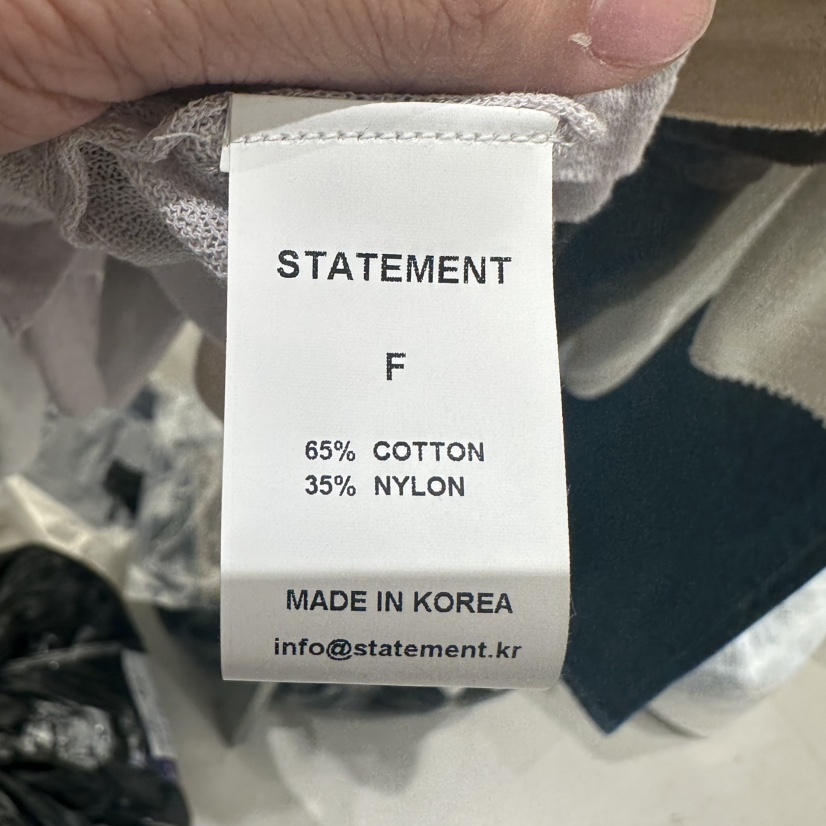 STATEMENT
F
65% COTTON
35% NYLON
MADE IN KOREA
info@statement.kr